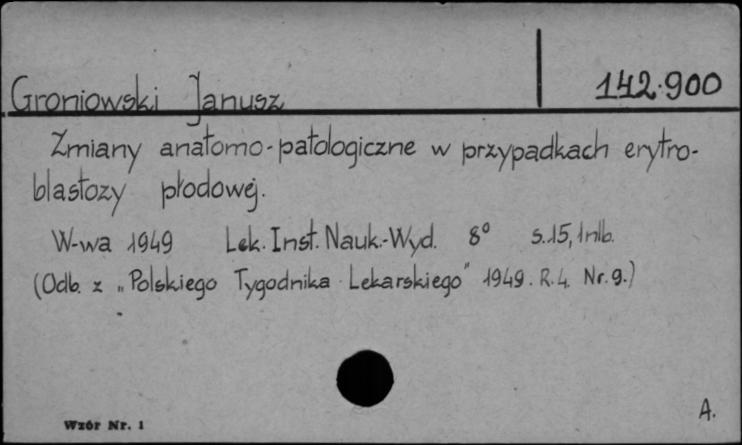 Groniowski Janusz 142.900
Zmiany anatomo-patologiczne w przypadkach erytro-
blastozy płodowej.
W-wa 1949 Lek. Inst. Nauk.-Wyd. 8° s.15, 1nlb.
(Odb. z „Polskiego Tygodnika Lekarskiego" 1949. R.4. Nr.9.)
A.
Wzór Nr. 1